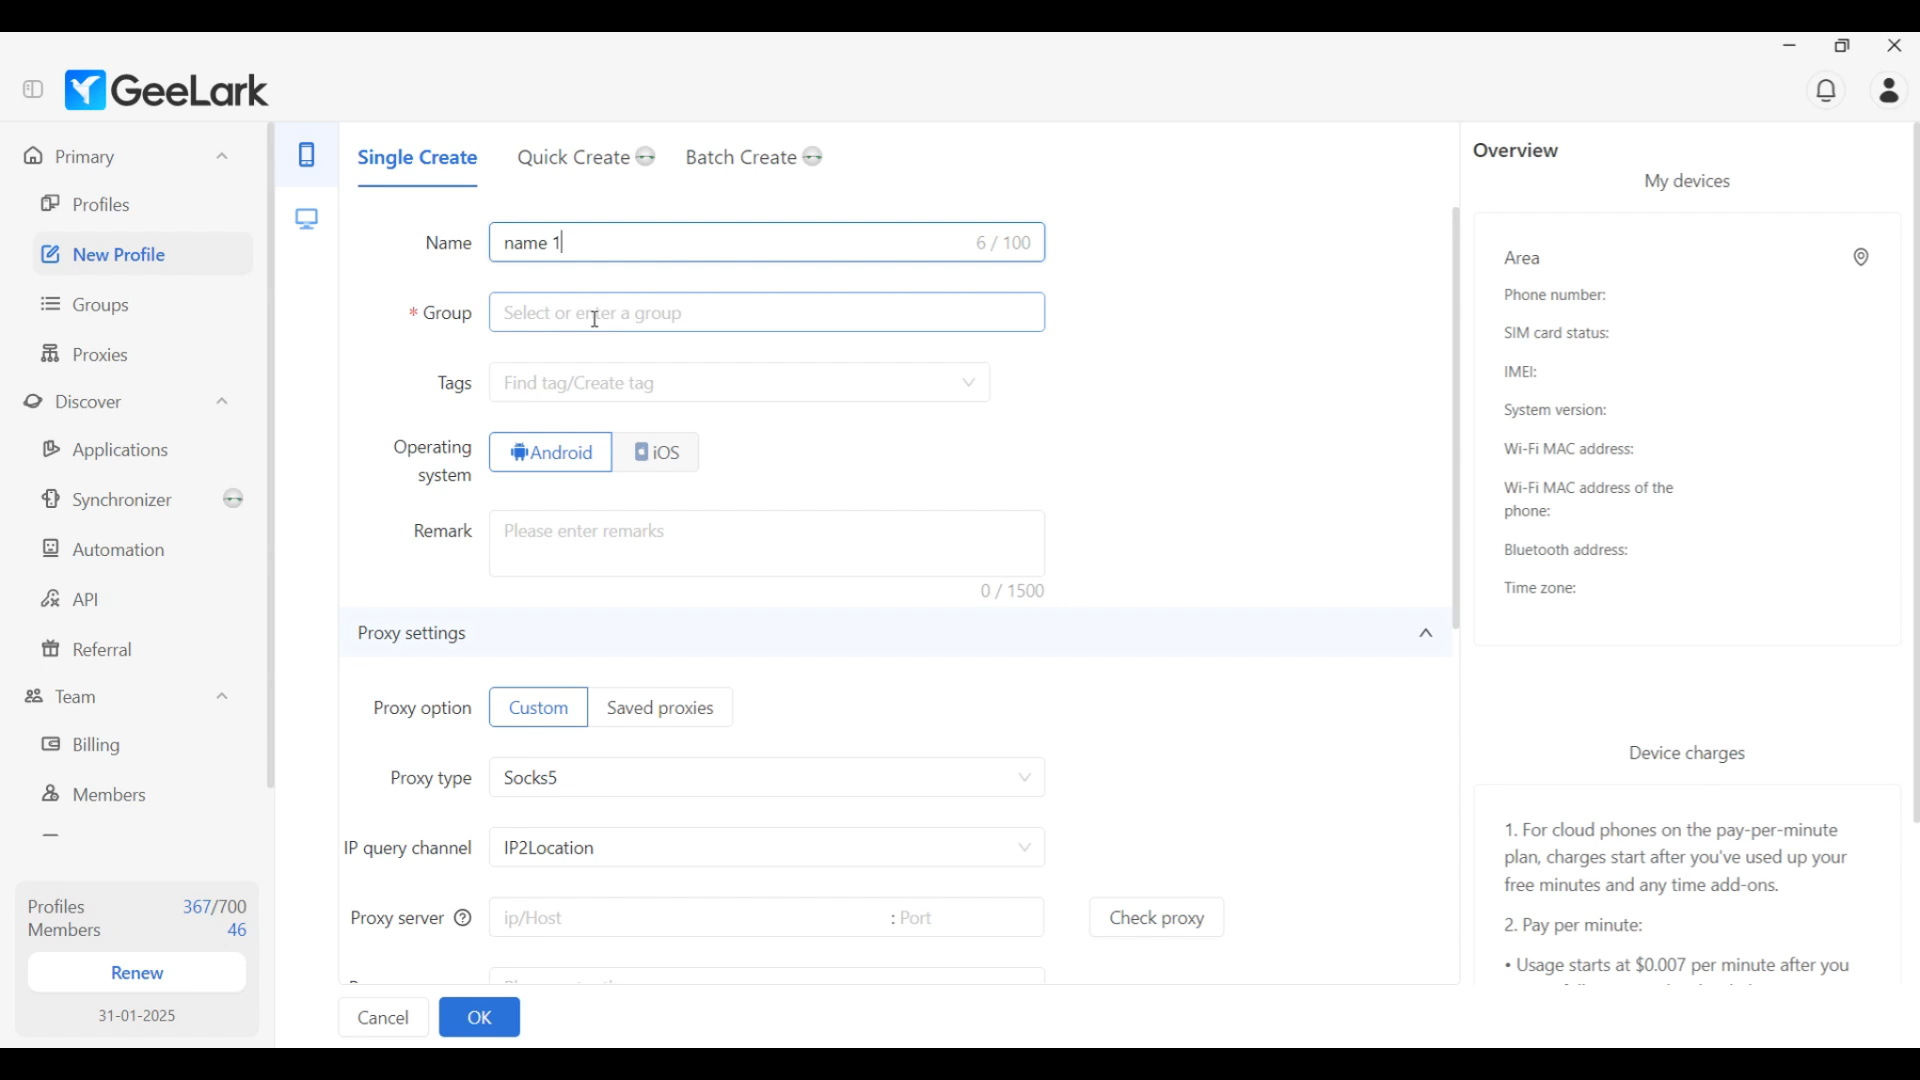 GeeLark
Primary
Profiles
New Profile
Groups
Proxies
Discover
Applications
Synchronizer
Automation
API
Referral
Team
Billing
Members
Profiles 367/700
Members 46
Renew
31-01-2025
Single Create
Quick Create
Batch Create
Name
name 1
6 / 100
* Group
Select or enter a group
Tags
Find tag/Create tag
Operating
system
Android
iOS
Remark
Please enter remarks
0 / 1500
Proxy settings
Proxy option
Custom
Saved proxies
Proxy type
Socks5
IP query channel
IP2Location
Proxy server
ip/Host
: Port
Check proxy
Cancel
OK
Overview
My devices
Area
Phone number:
SIM card status:
IMEI:
System version:
Wi-Fi MAC address:
Wi-Fi MAC address of the
phone:
Bluetooth address:
Time zone:
Device charges
1. For cloud phones on the pay-per-minute
plan, charges start after you've used up your
free minutes and any time add-ons.
2. Pay per minute:
• Usage starts at $0.007 per minute after you